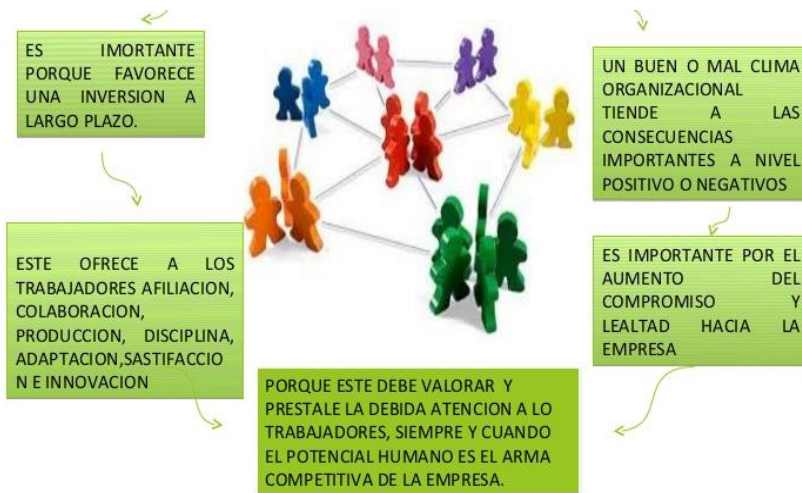 ES IMORTANTE
PORQUE FAVORECE
UNA INVERSION A
LARGO PLAZO.
ESTE OFRECE A LOS
TRABAJADORES AFILIACION,
COLABORACION,
PRODUCCION, DISCIPLINA,
ADAPTACION,SASTIFACCIO
N E INNOVACION
UN BUEN O MAL CLIMA
ORGANIZACIONAL
TIENDE A LAS
CONSECUENCIAS
IMPORTANTES A NIVEL
POSITIVO O NEGATIVOS
ES IMPORTANTE POR EL
AUMENTO DEL
COMPROMISO Y
LEALTAD HACIA LA
EMPRESA
PORQUE ESTE DEBE VALORAR Y
PRESTALE LA DEBIDA ATENCION A LO
TRABAJADORES, SIEMPRE Y CUANDO
EL POTENCIAL HUMANO ES EL ARMA
COMPETITIVA DE LA EMPRESA.